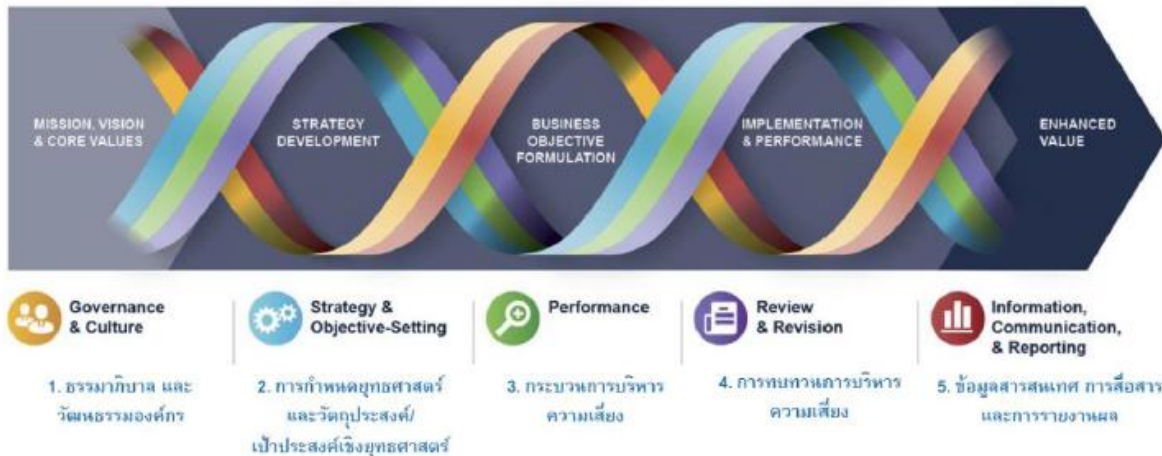 MISSION, VISION
& CORE VALUES
STRATEGY
DEVELOPMENT
BUSINESS
OBJECTIVE
FORMULATION
IMPLEMENTATION
& PERFORMANCE
ENHANCED
VALUE
Governance
& Culture
Strategy &
Objective-Setting
Performance
Review
& Revision
Information,
Communication,
& Reporting
1. ธรรมาภิบาล และ
วัฒนธรรมองค์กร
2. การกำหนดยุทธศาสตร์
และวัตถุประสงค์/
เป้าประสงค์เชิงยุทธศาสตร์
3. กระบวนการบริหาร
ความเสี่ยง
4. การทบทวนการบริหาร
ความเสี่ยง
5. ข้อมูลสารสนเทศ การสื่อสาร
และการรายงานผล